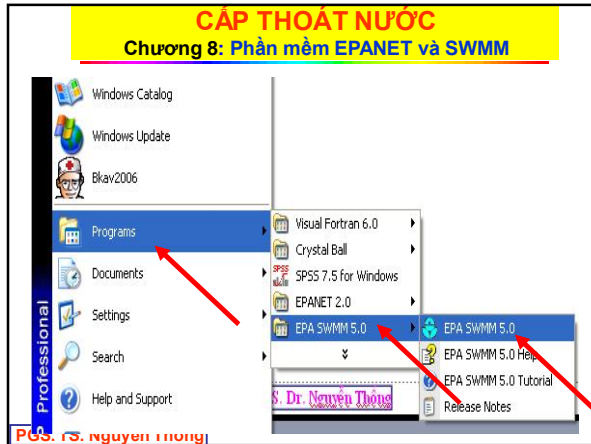 CẤP THOÁT NƯỚC
Chương 8: Phần mềm EPANET và SWMM
Windows Catalog
Windows Update
Bkav2006
Programs
Documents
Settings
Search
Help and Support
Visual Fortran 6.0
Crystal Ball
SPSS 7.5 for Windows
EPANET 2.0
EPA SWMM 5.0
EPA SWMM 5.0
EPA SWMM 5.0 Help
EPA SWMM 5.0 Tutorial
Release Notes
Professional
S. Dr. Nguyễn Thống
PGS. TS. Nguyễn Thống